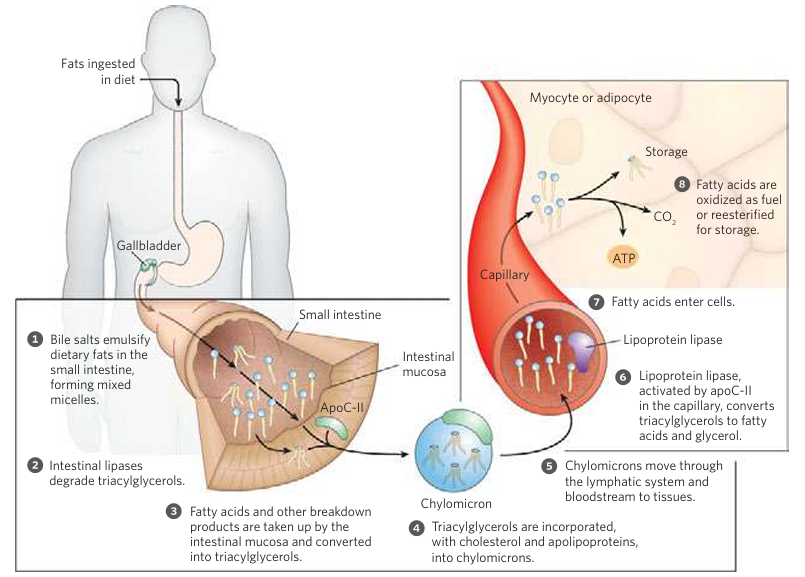 Fats ingested
in diet
Gallbladder
Small intestine
Intestinal
mucosa
ApoC-II
1 Bile salts emulsify
dietary fats in the
small intestine,
forming mixed
micelles.
2 Intestinal lipases
degrade triacylglycerols.
3 Fatty acids and other breakdown
products are taken up by the
intestinal mucosa and converted
into triacylglycerols.
Chylomicron
4 Triacylglycerols are incorporated,
with cholesterol and apolipoproteins,
into chylomicrons.
5 Chylomicrons move through
the lymphatic system and
bloodstream to tissues.
6 Lipoprotein lipase,
activated by apoC-II
in the capillary, converts
triacylglycerols to fatty
acids and glycerol.
Lipoprotein lipase
7 Fatty acids enter cells.
Capillary
Myocyte or adipocyte
Storage
8 Fatty acids are
oxidized as fuel
or reesterified
for storage.
CO₂
ATP